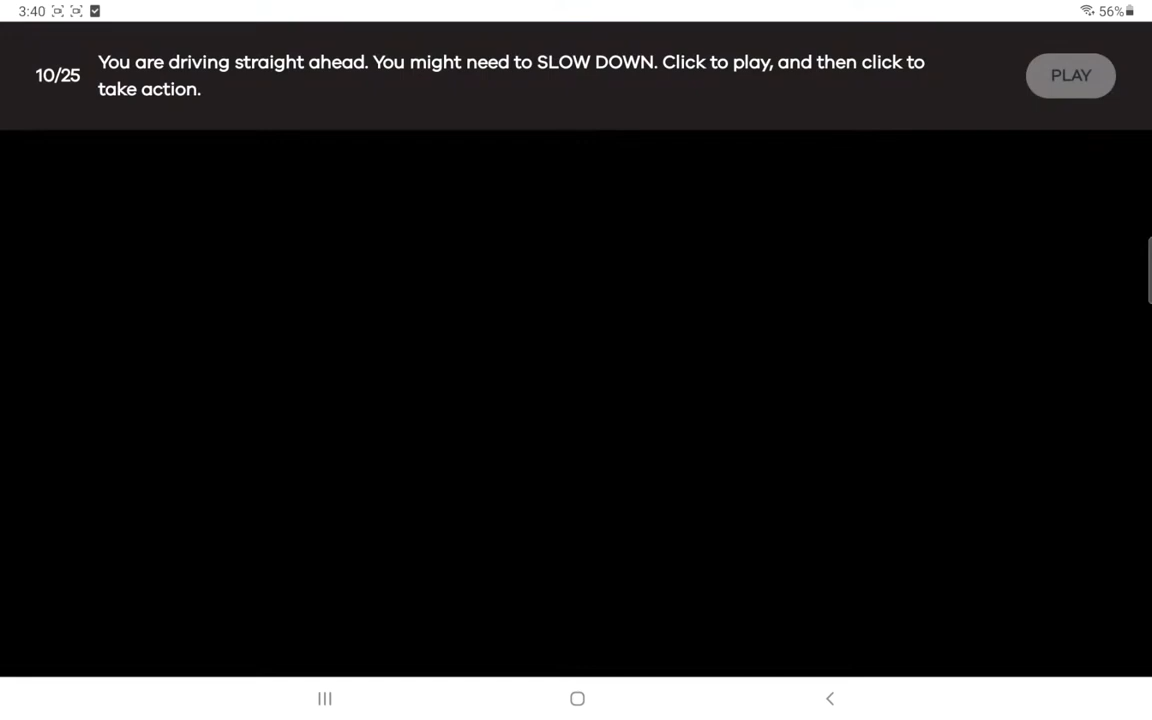 3:40
56%
10/25
You are driving straight ahead. You might need to SLOW DOWN. Click to play, and then click to
take action.
PLAY